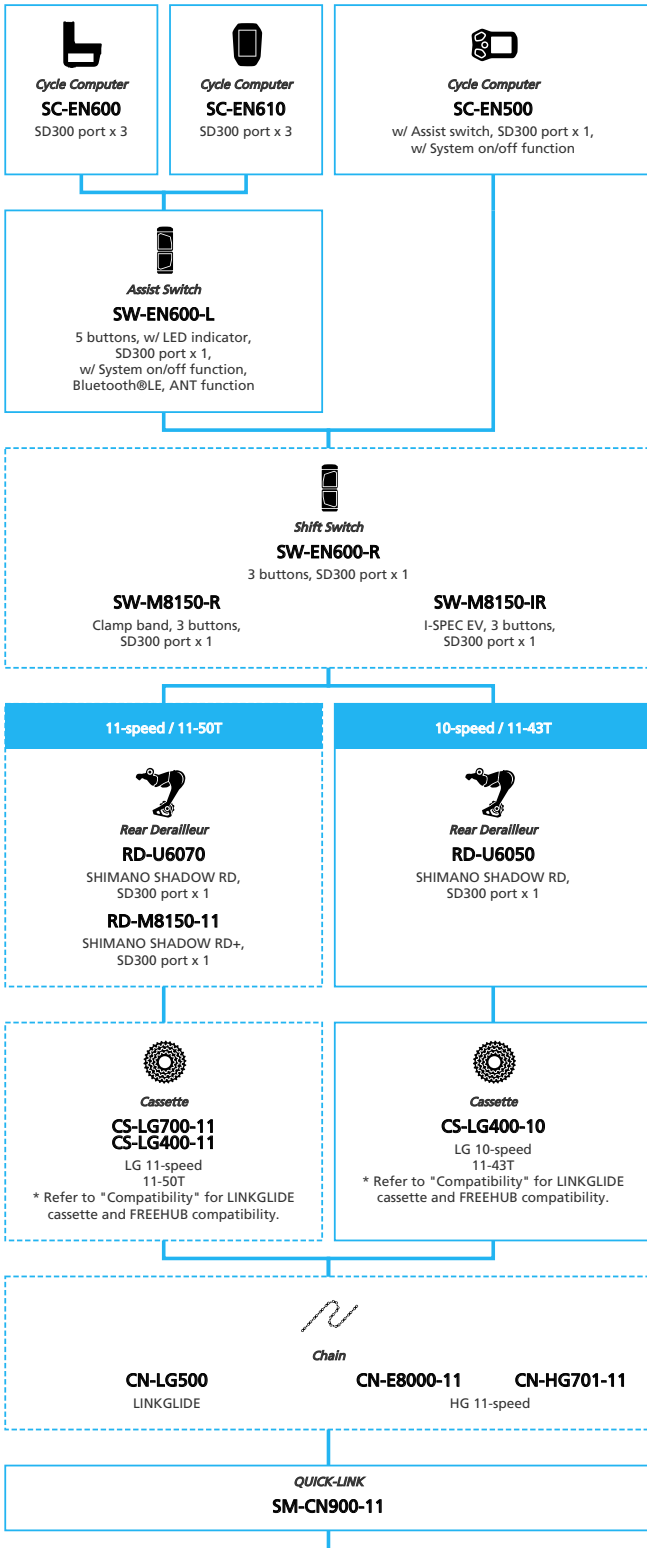 Cycle Computer
SC-EN600
SD300 port x 3
Cycle Computer
SC-EN610
SD300 port x 3
Cycle Computer
SC-EN500
w/ Assist switch, SD300 port x 1,
w/ System on/off function
Assist Switch
SW-EN600-L
5 buttons, w/ LED indicator,
SD300 port x 1,
w/ System on/off function,
Bluetooth®LE, ANT function
Shift Switch
SW-EN600-R
3 buttons, SD300 port x 1
SW-M8150-R
Clamp band, 3 buttons,
SD300 port x 1
SW-M8150-IR
I-SPEC EV, 3 buttons,
SD300 port x 1
11-speed / 11-50T
Rear Derailleur
RD-U6070
SHIMANO SHADOW RD,
SD300 port x 1
RD-M8150-11
SHIMANO SHADOW RD+,
SD300 port x 1
10-speed / 11-43T
Rear Derailleur
RD-U6050
SHIMANO SHADOW RD,
SD300 port x 1
Cassette
CS-LG700-11
CS-LG400-11
LG 11-speed
11-50T
* Refer to "Compatibility" for LINKGLIDE
cassette and FREEHUB compatibility.
Cassette
CS-LG400-10
LG 10-speed
11-43T
* Refer to "Compatibility" for LINKGLIDE
cassette and FREEHUB compatibility.
Chain
CN-LG500
LINKGLIDE
CN-E8000-11 CN-HG701-11
HG 11-speed
QUICK-LINK
SM-CN900-11